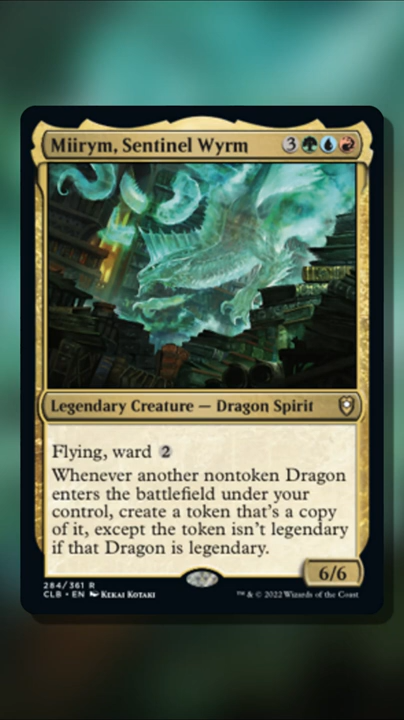 Miirym, Sentinel Wyrm 3
Legendary Creature — Dragon Spirit
Flying, ward 2
Whenever another nontoken Dragon
enters the battlefield under your
control, create a token that's a copy
of it, except the token isn't legendary
if that Dragon is legendary.
6/6
284/361 R
CLB • EN Kekai Kotaki ™ & © 2022 Wizards of the Coast